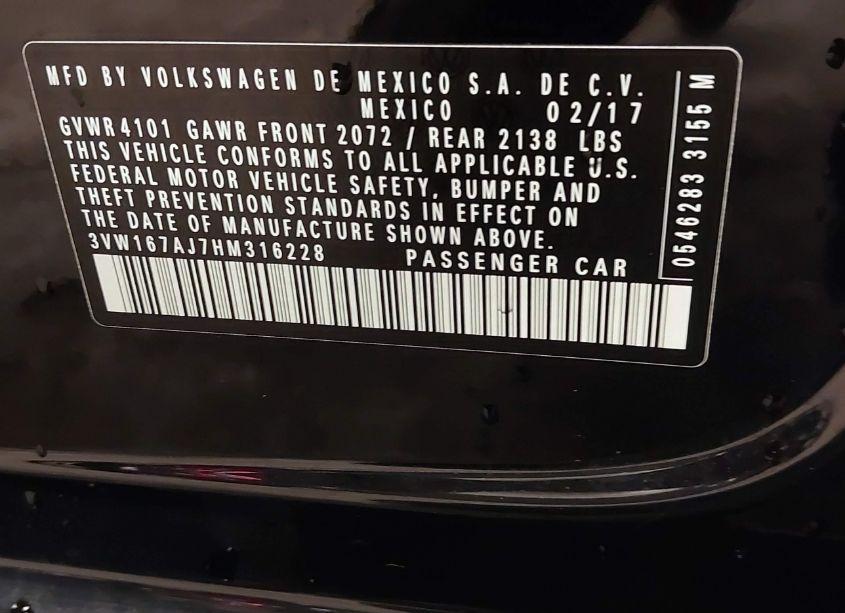 MFD BY VOLKSWAGEN DE MEXICO S.A. DE C.V.
MEXICO 02/17
GVWR 4101 GAWR FRONT 2072 / REAR 2138 LBS
THIS VEHICLE CONFORMS TO ALL APPLICABLE U.S.
FEDERAL MOTOR VEHICLE SAFETY, BUMPER AND
THEFT PREVENTION STANDARDS IN EFFECT ON
THE DATE OF MANUFACTURE SHOWN ABOVE.
3VW167AJ7HM316228 PASSENGER CAR
0546283 3155 M